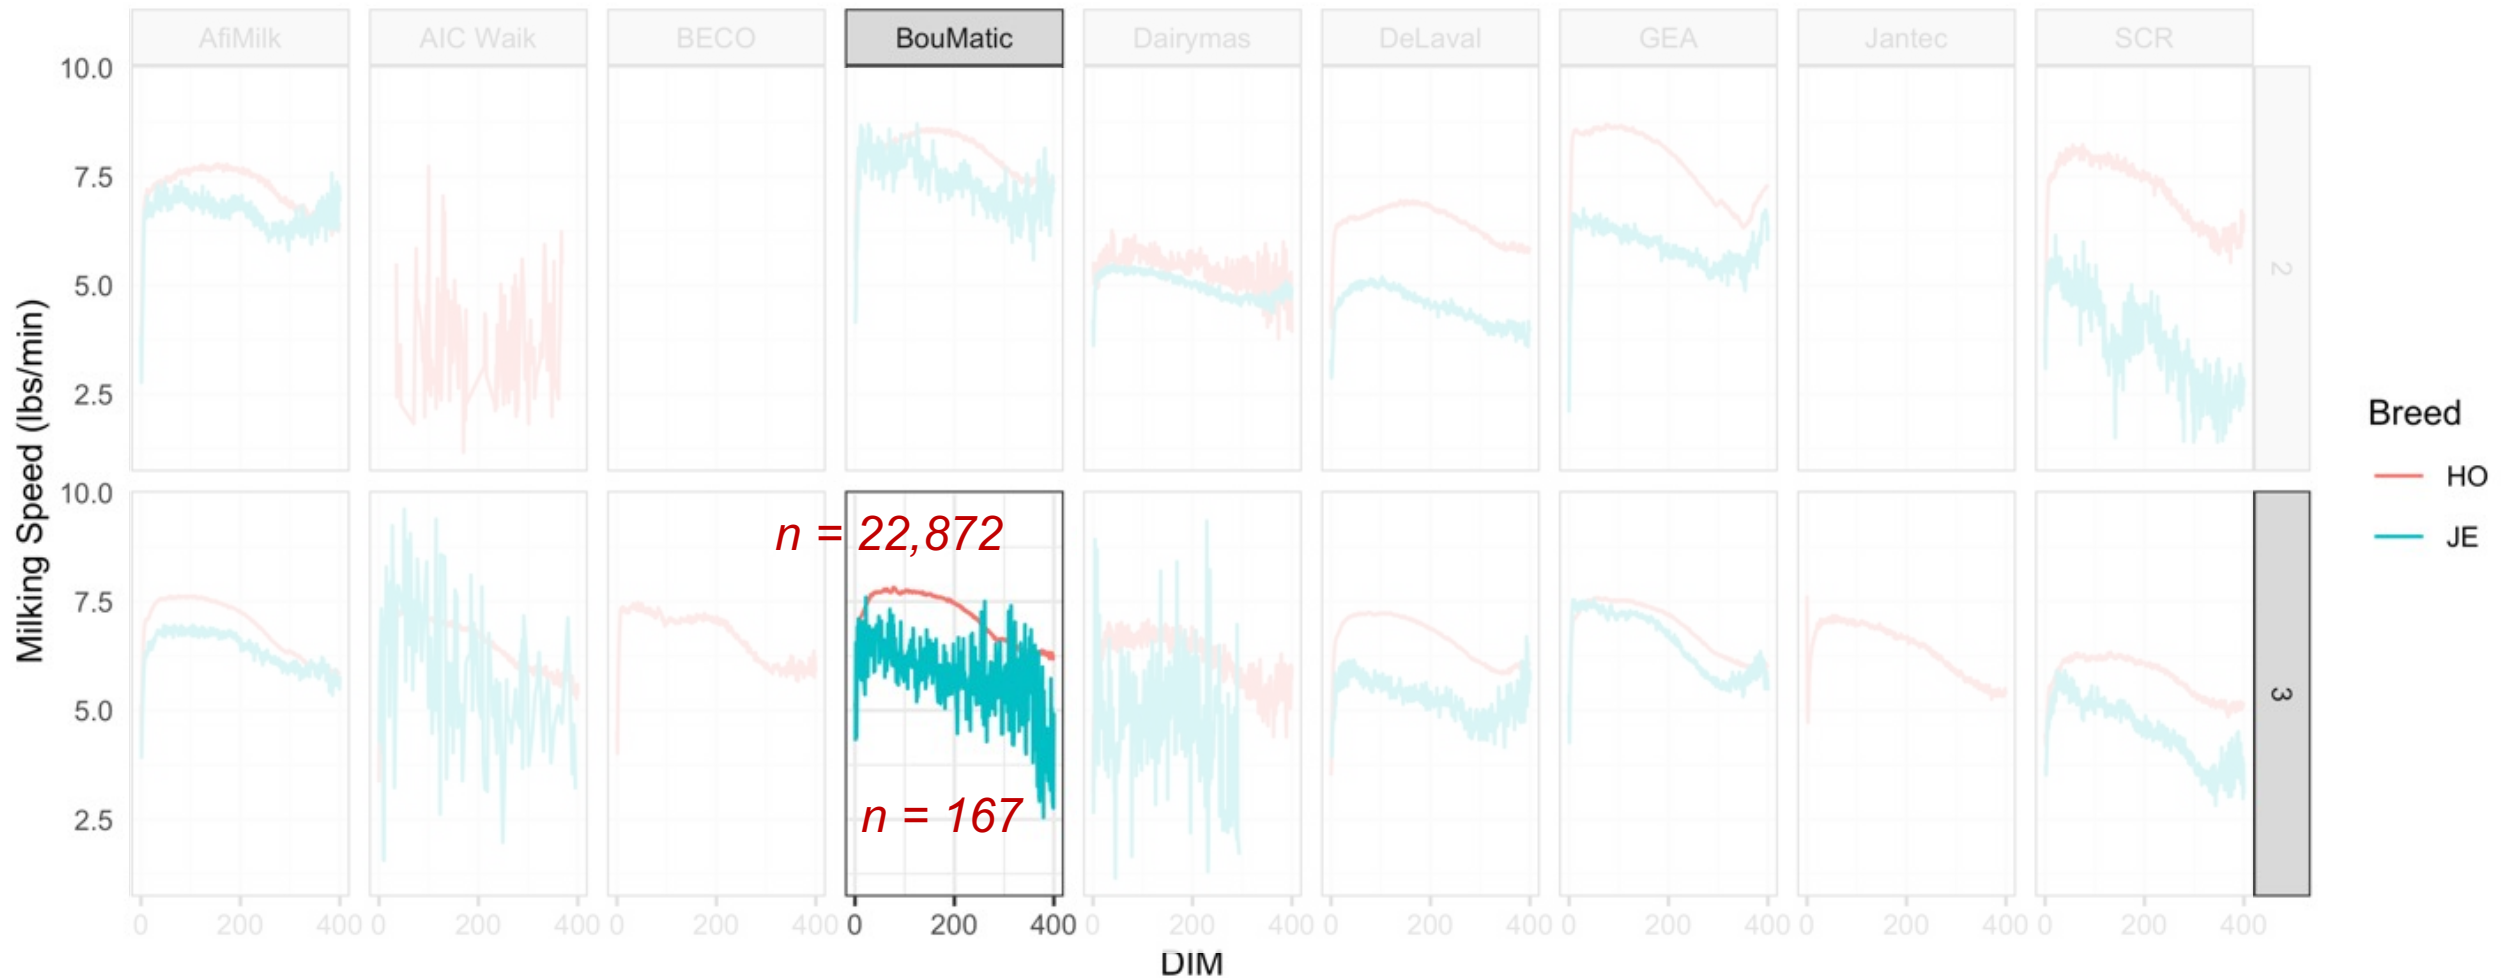 AfiMilk AIC Waik BECO BouMatic Dairymas DeLaval GEA Jantec SCR
10.0
7.5
5.0
2.5
2
10.0
7.5
5.0
2.5
3
n = 22,872
n = 167
0 200 400 0 200 400 0 200 400 0 200 400 0 200 400 0 200 400 0 200 400 0 200 400 0 200 400
DIM
Milking Speed (lbs/min)
Breed
HO
JE